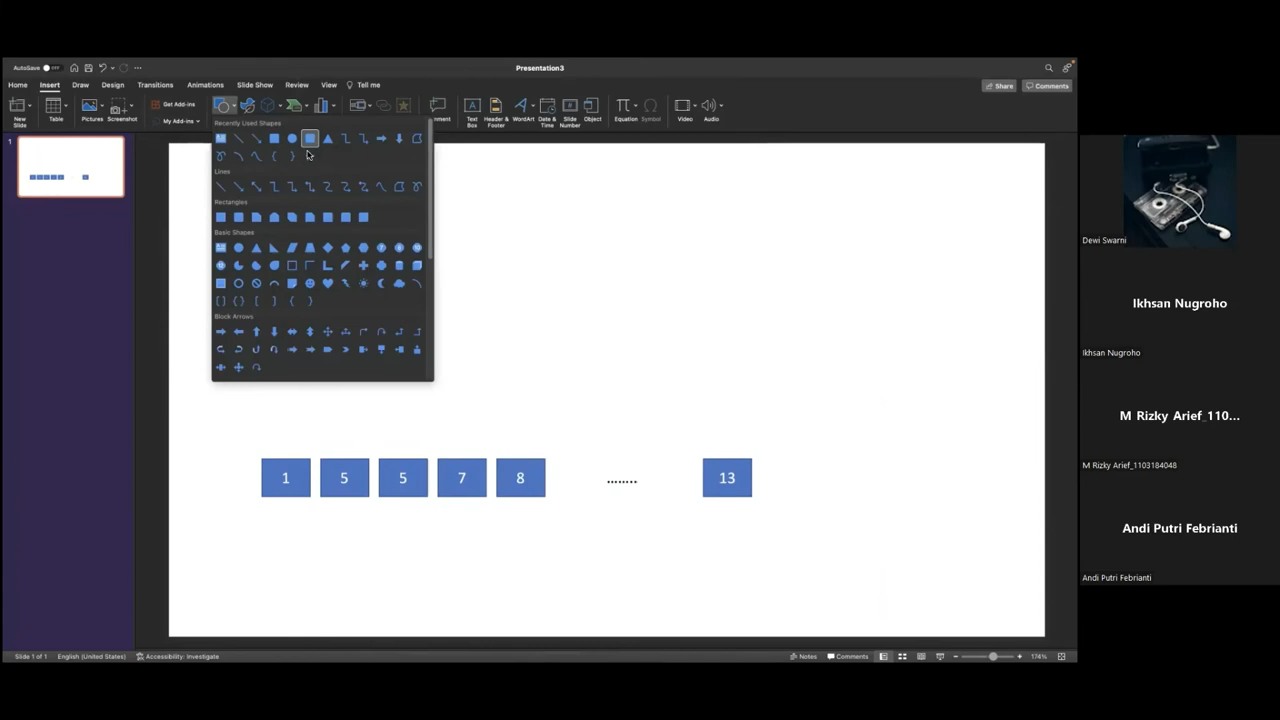 AutoSave OFF
Presentation3
Home Insert Draw Design Transitions Animations Slide Show Review View Tell me
Share Comments
New Slide
Table
Pictures
Screenshot
Get Add-ins
My Add-ins
Comment
Text Box
Header & Footer
WordArt
Date & Time
Slide Number
Object
Equation
Symbol
Video
Audio
Recently Used Shapes
Lines
Rectangles
Basic Shapes
Block Arrows
1
1 5 5 7 8 ........ 13
Slide 1 of 1 English (United States) Accessibility: Investigate Notes Comments 174%
Dewi Swarni
Ikhsan Nugroho
Ikhsan Nugroho
M Rizky Arief_110...
M Rizky Arief_1103184048
Andi Putri Febrianti
Andi Putri Febrianti